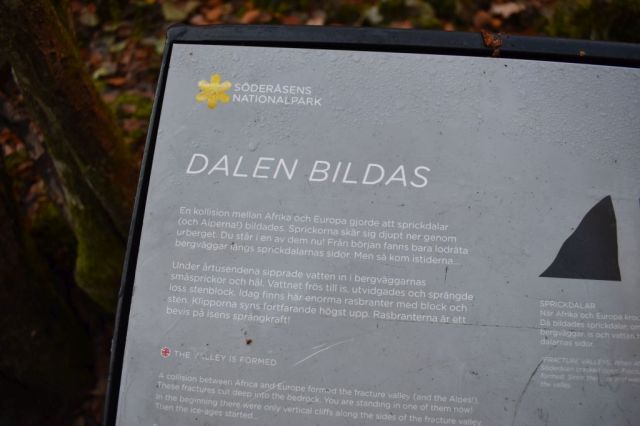 SÖDERÅSENS
NATIONALPARK
DALEN BILDAS
En kollision mellan Afrika och Europa gjorde att sprickdalar
(och Alperna!) bildades. Sprickorna skär sig djupt ner genom
urberget. Du står i en av dem nu! Från början fanns bara lodräta
bergväggar längs sprickdalarnas sidor. Men så kom istiderna...
Under årtusendena sipprade vatten in i bergväggarnas
småsprickor och hål. Vattnet frös till is, utvidgades och sprängde
loss stenblock. Idag finns här enorma rasbranter med block och
sten. Klipporna syns fortfarande högst upp. Rasbranterna är ett
bevis på isens sprängkraft!
THE VALLEY IS FORMED
A collision between Africa and Europe formed the fracture valley (and the Alps!).
These fractures cut deep into the bedrock. You are standing in one of them now!
In the beginning there were only vertical cliffs along the sides of the fracture valley
Then the ice-ages started...
SPRICKDALAR
När Afrika och Europa
Då bildades sprickdalar,
bergväggar, is och vatten
dalarnas sidor.
FRACTURE VALLEYS.
the valley.